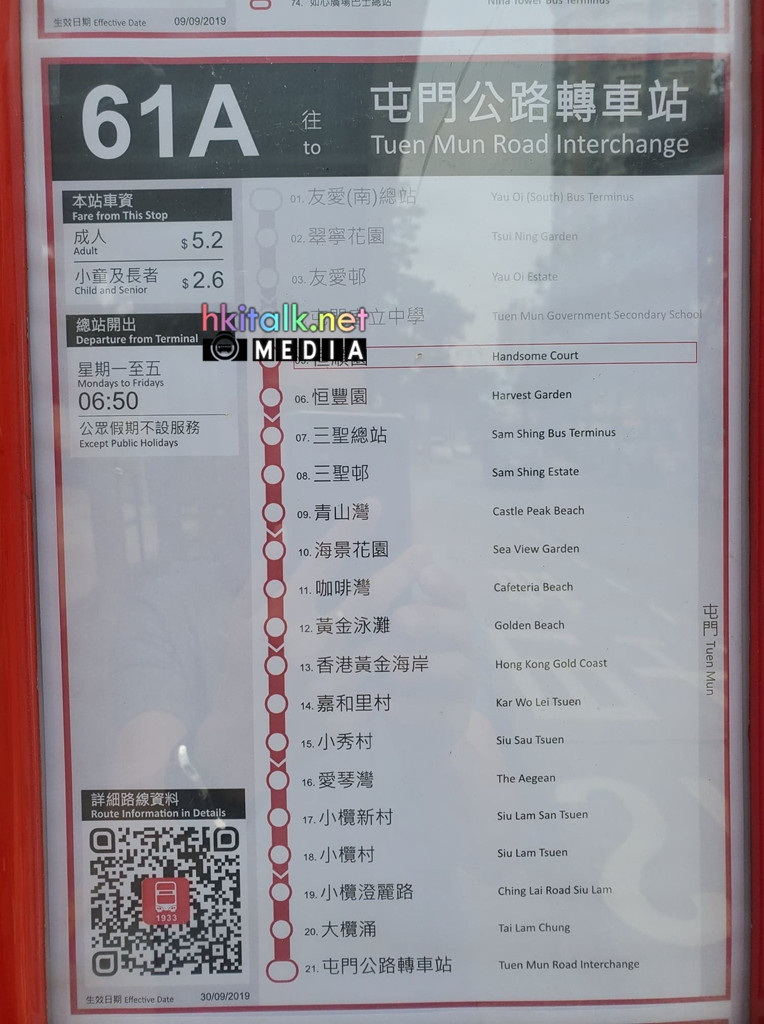 74. 如心廣場巴士總站 Nina Tower Bus Terminus
生效日期 Effective Date 09/09/2019
61A 往 to 屯門公路轉車站 Tuen Mun Road Interchange
本站車資
Fare from This Stop
成人 Adult $5.2
小童及長者 Child and Senior $2.6
總站開出
Departure from Terminal
星期一至五
Mondays to Fridays
06:50
公眾假期不設服務
Except Public Holidays
hkitalk.net
MEDIA
01. 友愛(南)總站 Yau Oi (South) Bus Terminus
02. 翠寧花園 Tsui Ning Garden
03. 友愛邨 Yau Oi Estate
立中學 Tuen Mun Government Secondary School
Handsome Court
06. 恒豐園 Harvest Garden
07. 三聖總站 Sam Shing Bus Terminus
08. 三聖邨 Sam Shing Estate
09. 青山灣 Castle Peak Beach
10. 海景花園 Sea View Garden
11. 咖啡灣 Cafeteria Beach
12. 黃金泳灘 Golden Beach
13. 香港黃金海岸 Hong Kong Gold Coast
14. 嘉和里村 Kar Wo Lei Tsuen
15. 小秀村 Siu Sau Tsuen
16. 愛琴灣 The Aegean
17. 小欖新村 Siu Lam San Tsuen
18. 小欖村 Siu Lam Tsuen
19. 小欖澄麗路 Ching Lai Road Siu Lam
20. 大欖涌 Tai Lam Chung
21. 屯門公路轉車站 Tuen Mun Road Interchange
屯門 Tuen Mun
詳細路線資料
Route Information in Details
1933
生效日期 Effective Date 30/09/2019